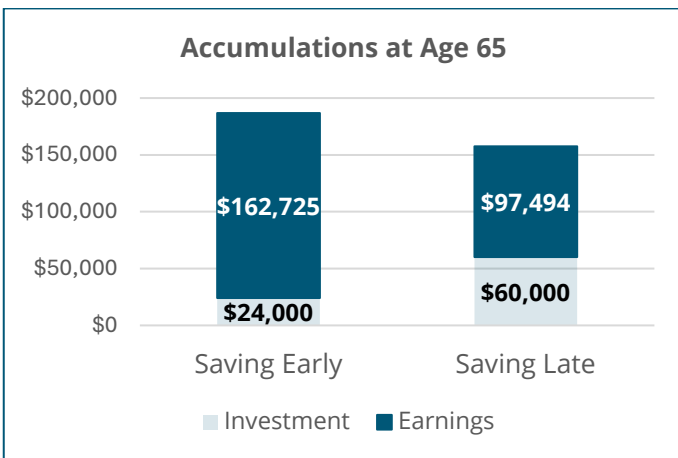 Accumulations at Age 65
$200,000
$150,000
$100,000
$50,000
$0
$162,725
$97,494
$24,000
$60,000
Saving Early
Saving Late
Investment
Earnings